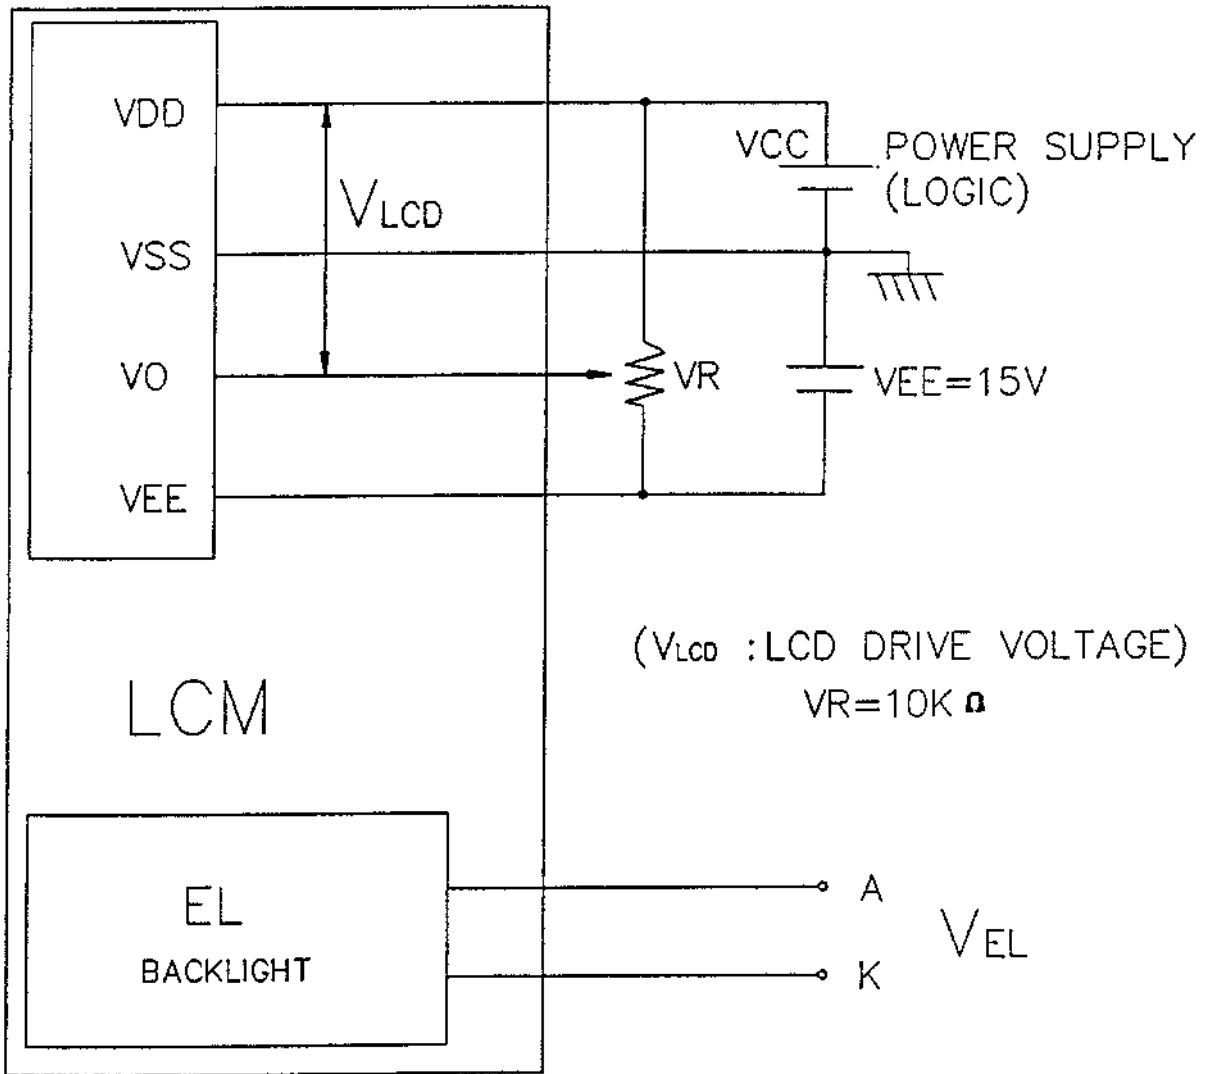 VDD
VSS
VO
VEE
VLCD
VCC
POWER SUPPLY
(LOGIC)
VR
VEE=15V
(VLCD :LCD DRIVE VOLTAGE)
VR=10KΩ
LCM
EL
BACKLIGHT
A
K
VEL